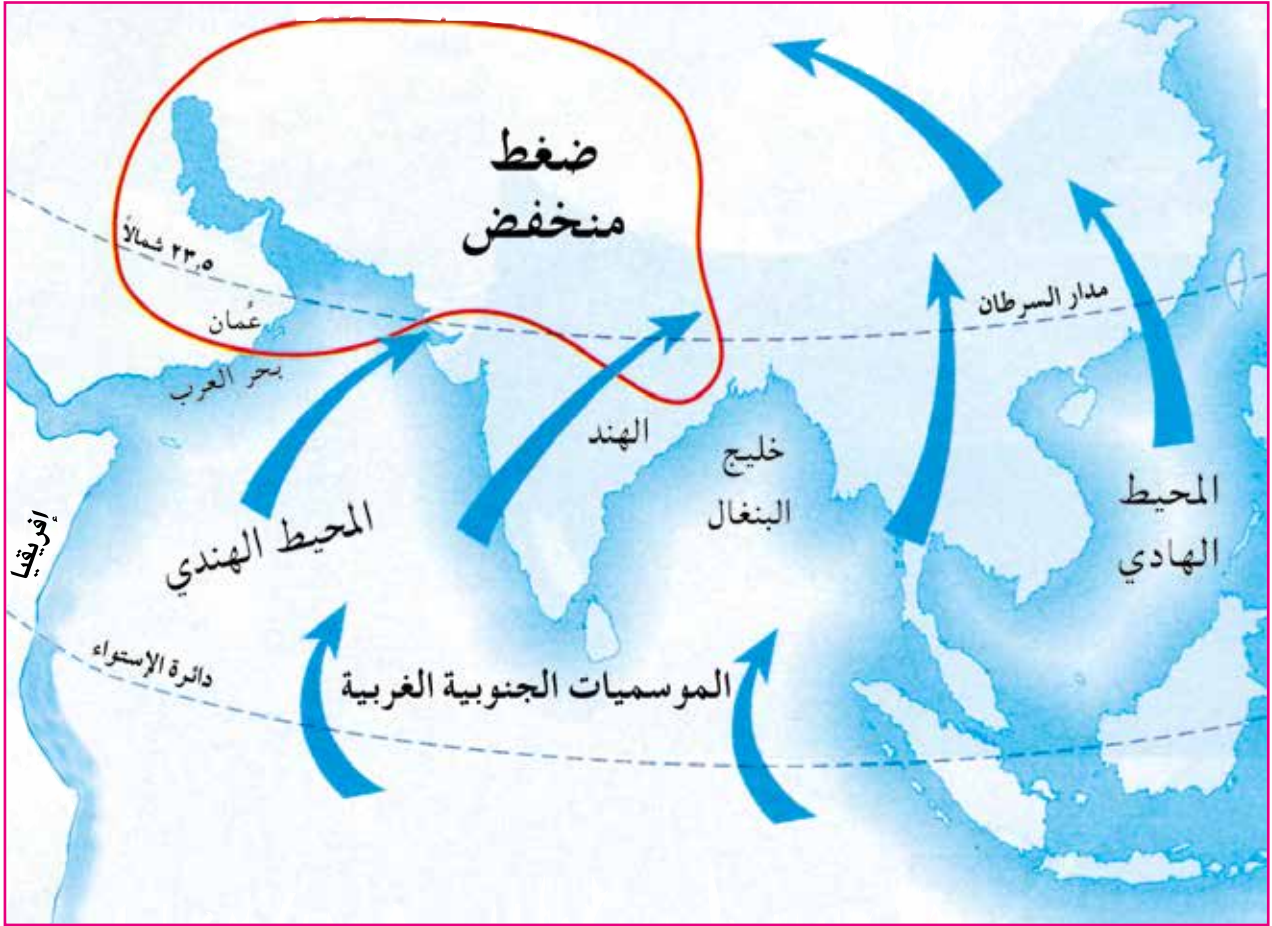 ضغط
منخفض
٢٣,٥ شمالاً
مدار السرطان
عُمان
بحر العرب
الهند
خليج
البنغال
المحيط
الهادي
المحيط الهندي
إفريقيا
دائرة الإستواء
الموسميات الجنوبية الغربية